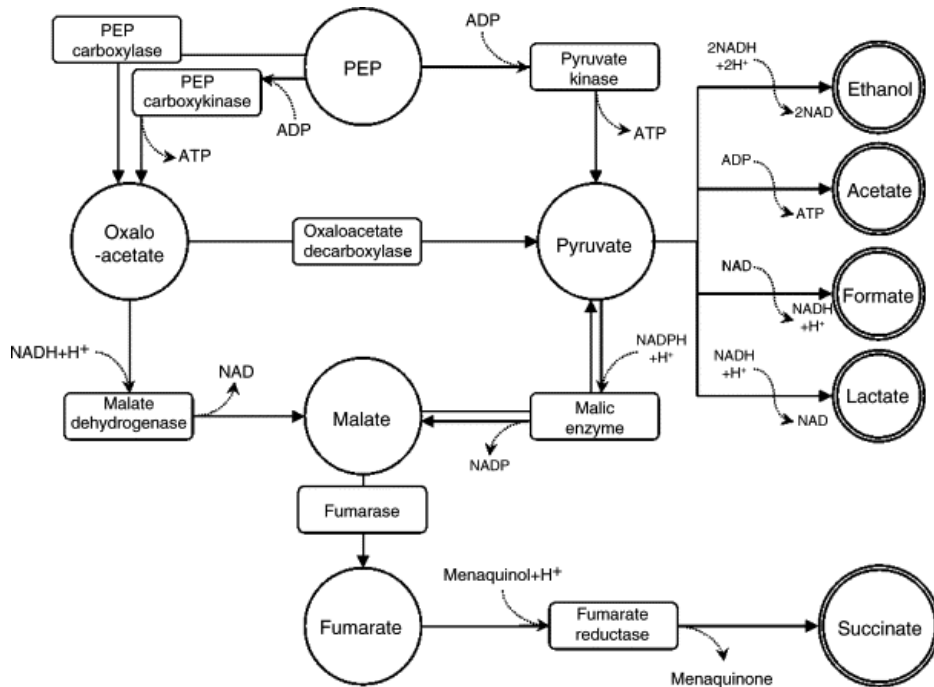 PEP
carboxylase
PEP
carboxykinase
ADP
ATP
PEP
ADP
Pyruvate
kinase
ATP
2NADH
+2H⁺
2NAD
Ethanol
ADP
ATP
Acetate
Oxalo
-acetate
Oxaloacetate
decarboxylase
Pyruvate
NAD
NADH
+H⁺
Formate
NADH+H⁺
NAD
Malate
dehydrogenase
Malate
NADPH
+H⁺
Malic
enzyme
NADP
NADH
+H⁺
NAD
Lactate
Fumarase
Fumarate
Menaquinol+H⁺
Fumarate
reductase
Menaquinone
Succinate